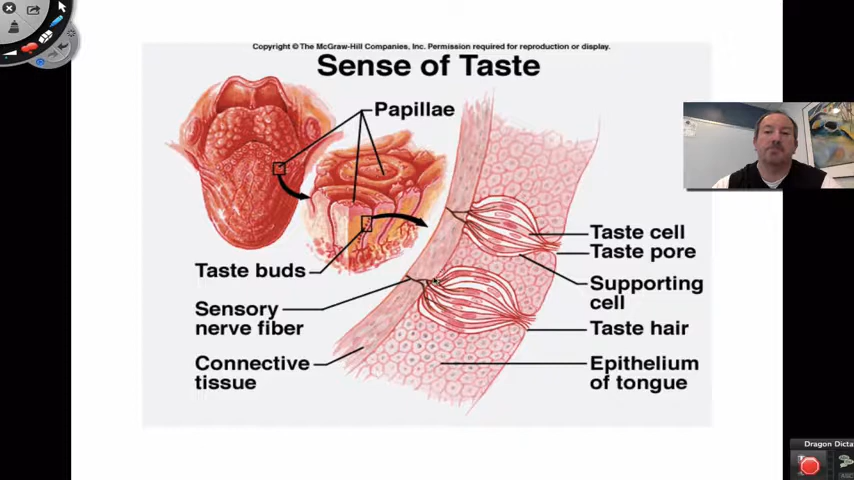 Copyright © The McGraw-Hill Companies, Inc. Permission required for reproduction or display.
Sense of Taste
Papillae
Taste cell
Taste pore
Taste buds
Supporting
cell
Sensory
nerve fiber
Taste hair
Connective
tissue
Epithelium
of tongue
Dragon Dicta
ABC